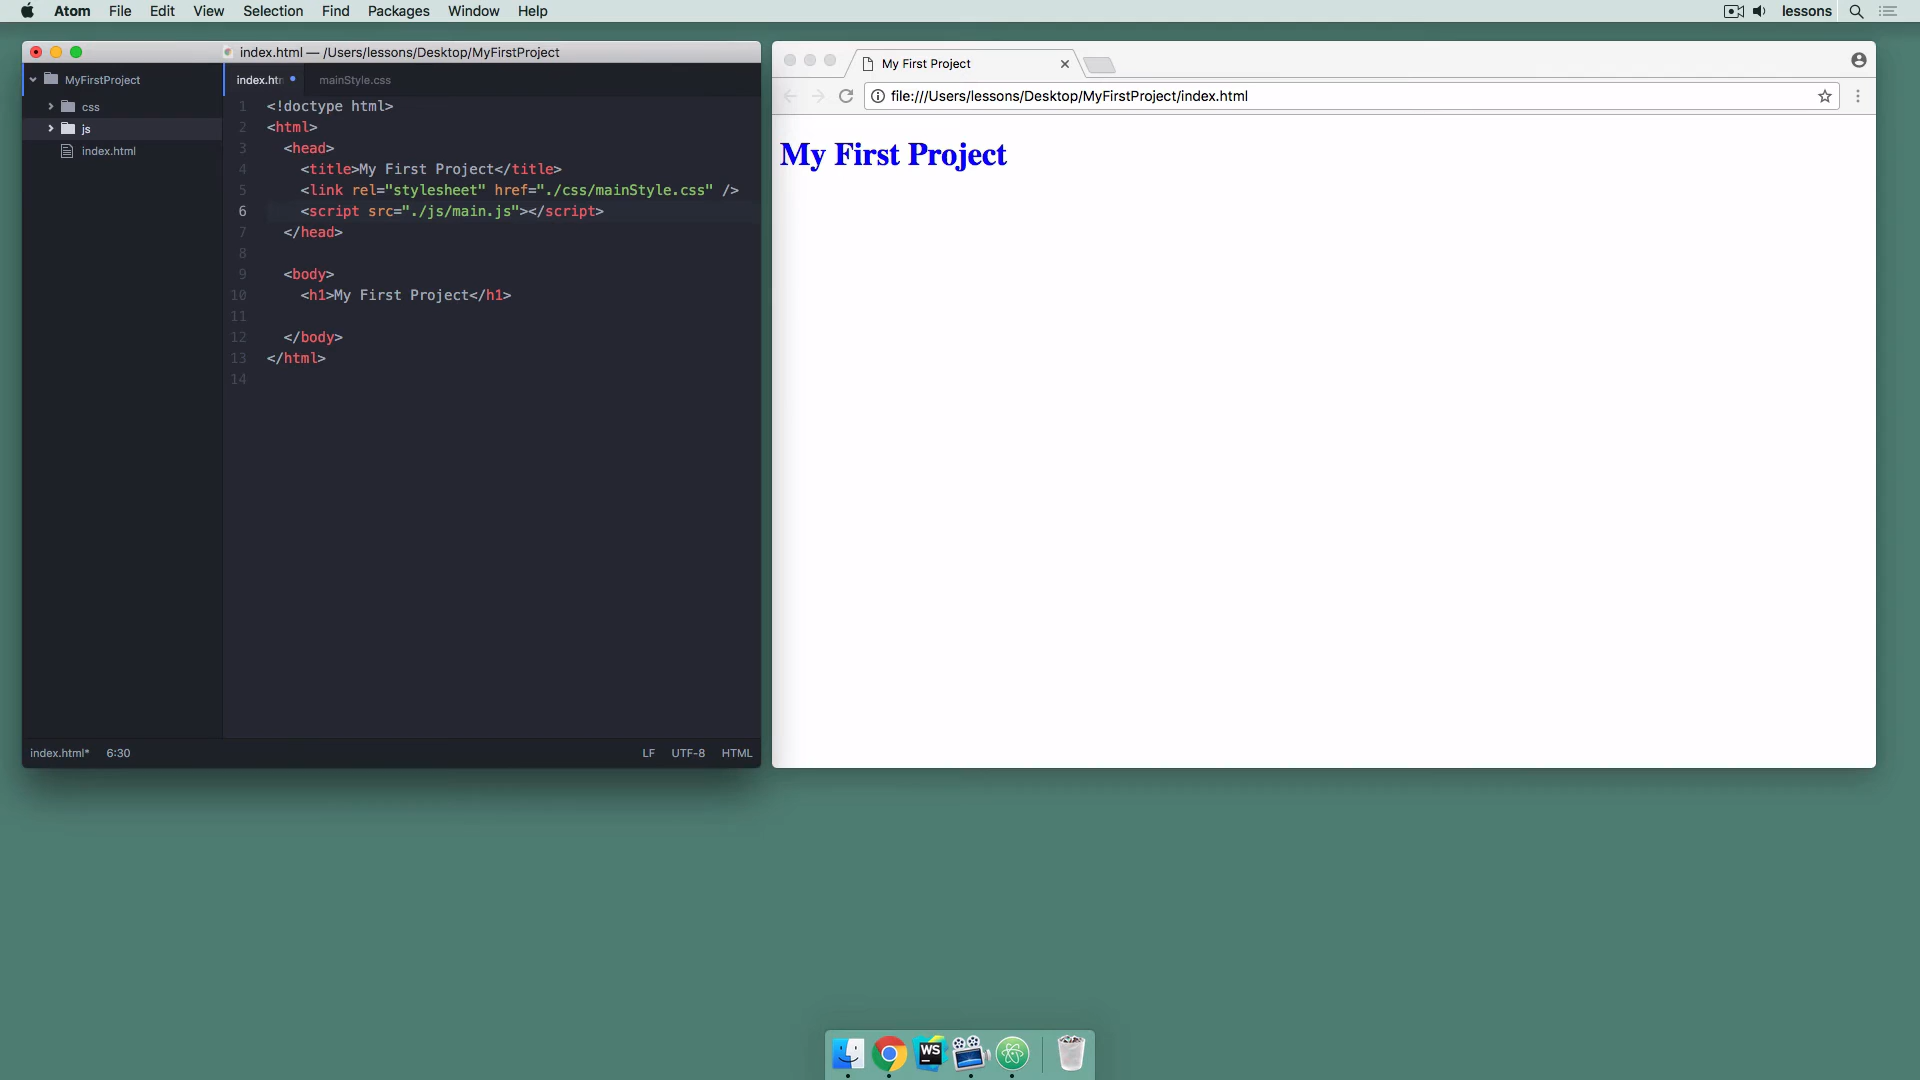 Atom File Edit View Selection Find Packages Window Help lessons
index.html — /Users/lessons/Desktop/MyFirstProject
MyFirstProject
css
js
index.html
index.ht
mainStyle.css
1 <!doctype html>
2 <html>
3 <head>
4 <title>My First Project</title>
5 <link rel="stylesheet" href="./css/mainStyle.css" />
6 <script src="./js/main.js"></script>
7 </head>
8
9 <body>
10 <h1>My First Project</h1>
11
12 </body>
13 </html>
14
index.html* 6:30 LF UTF-8 HTML
My First Project
file:///Users/lessons/Desktop/MyFirstProject/index.html
My First Project
WS